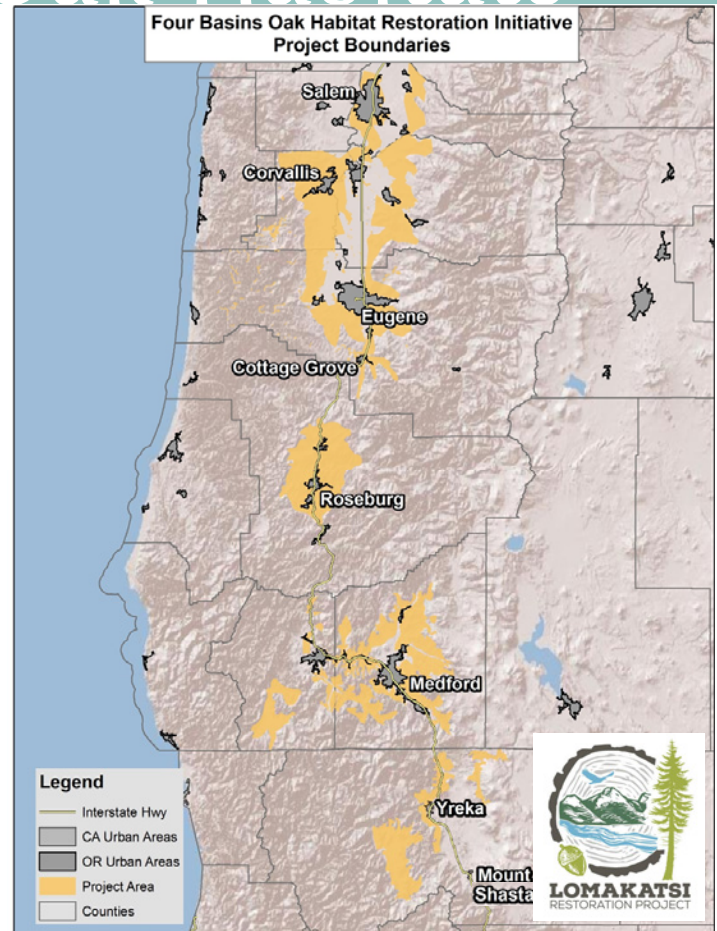 Four Basins Oak Habitat Restoration Initiative
Project Boundaries
Salem
Corvallis
Eugene
Cottage Grove
Roseburg
Medford
Yreka
Mount
Shasta
Legend
Interstate Hwy
CA Urban Areas
OR Urban Areas
Project Area
Counties
LOMAKATSI
RESTORATION PROJECT